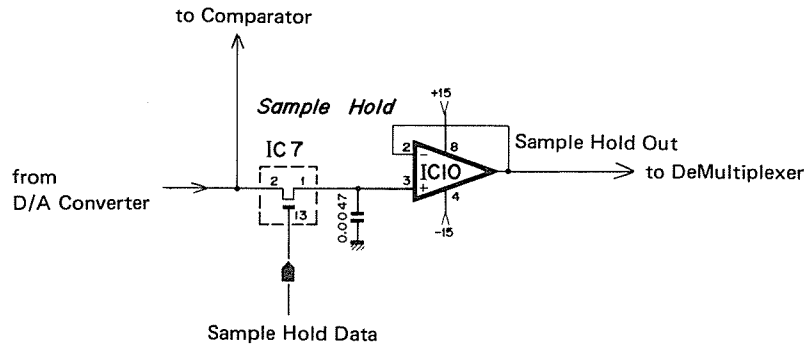 to Comparator
Sample Hold
+15
IC7
2
8
Sample Hold Out
from
D/A Converter
2
1
3
−
+
IC10
to DeMultiplexer
13
0.0047
4
-15
Sample Hold Data